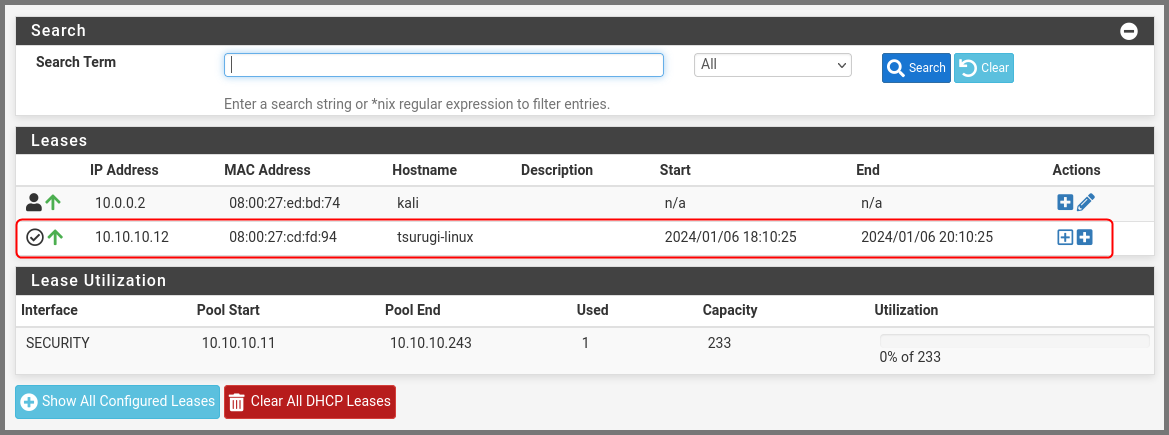 Search
Search Term All Search Clear
Enter a search string or *nix regular expression to filter entries.
Leases
IP Address MAC Address Hostname Description Start End Actions
10.0.0.2 08:00:27:ed:bd:74 kali n/a n/a
10.10.10.12 08:00:27:cd:fd:94 tsurugi-linux 2024/01/06 18:10:25 2024/01/06 20:10:25
Lease Utilization
Interface Pool Start Pool End Used Capacity Utilization
SECURITY 10.10.10.11 10.10.10.243 1 233
0% of 233
Show All Configured Leases Clear All DHCP Leases